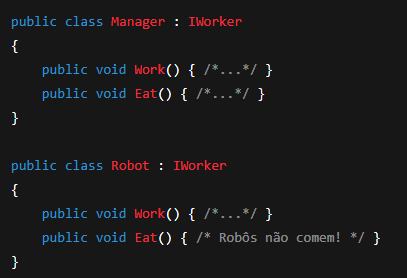 public class Manager : IWorker
{
    public void Work() { /*...*/ }
    public void Eat() { /*...*/ }
}

public class Robot : IWorker
{
    public void Work() { /*...*/ }
    public void Eat() { /* Robôs não comem! */ }
}